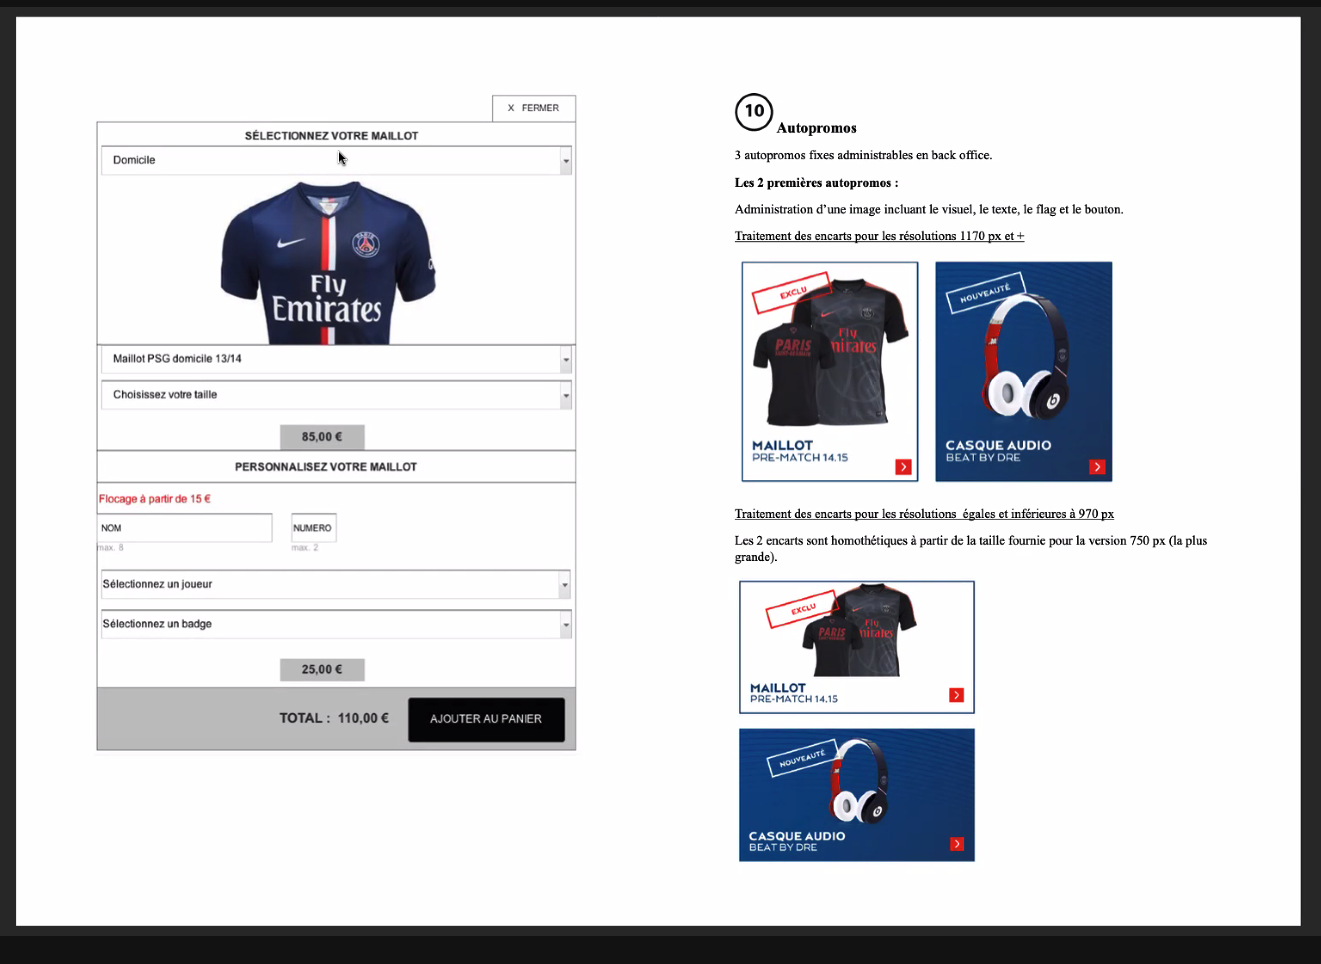 X FERMER
SÉLECTIONNEZ VOTRE MAILLOT
Domicile
PARIS
Fly
Emirates
Maillot PSG domicile 13/14
Choisissez votre taille
85,00 €
PERSONNALISEZ VOTRE MAILLOT
Flocage à partir de 15 €
NOM
NUMERO
max. 8
max. 2
Sélectionnez un joueur
Sélectionnez un badge
25,00 €
TOTAL : 110,00 €
AJOUTER AU PANIER
10
Autopromos
3 autopromos fixes administrables en back office.
Les 2 premières autopromos :
Administration d’une image incluant le visuel, le texte, le flag et le bouton.
Traitement des encarts pour les résolutions 1170 px et +
EXCLU
Fly
Emirates
PARIS
SAINT-GERMAIN
MAILLOT
PRE-MATCH 14.15
NOUVEAUTÉ
CASQUE AUDIO
BEAT BY DRE
Traitement des encarts pour les résolutions égales et inférieures à 970 px
Les 2 encarts sont homothétiques à partir de la taille fournie pour la version 750 px (la plus
grande).
EXCLU
Fly
Emirates
PARIS
MAILLOT
PRE-MATCH 14.15
NOUVEAUTÉ
CASQUE AUDIO
BEAT BY DRE